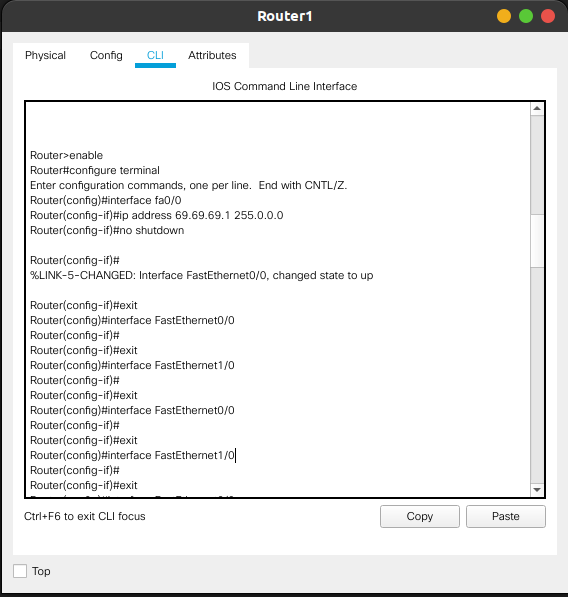 Router1
Physical Config CLI Attributes
IOS Command Line Interface
Router>enable
Router#configure terminal
Enter configuration commands, one per line.  End with CNTL/Z.
Router(config)#interface fa0/0
Router(config-if)#ip address 69.69.69.1 255.0.0.0
Router(config-if)#no shutdown
Router(config-if)#
%LINK-5-CHANGED: Interface FastEthernet0/0, changed state to up
Router(config-if)#exit
Router(config)#interface FastEthernet0/0
Router(config-if)#
Router(config-if)#exit
Router(config)#interface FastEthernet1/0
Router(config-if)#
Router(config-if)#exit
Router(config)#interface FastEthernet0/0
Router(config-if)#
Router(config-if)#exit
Router(config)#interface FastEthernet1/0
Router(config-if)#
Router(config-if)#exit
Ctrl+F6 to exit CLI focus
Copy Paste
Top